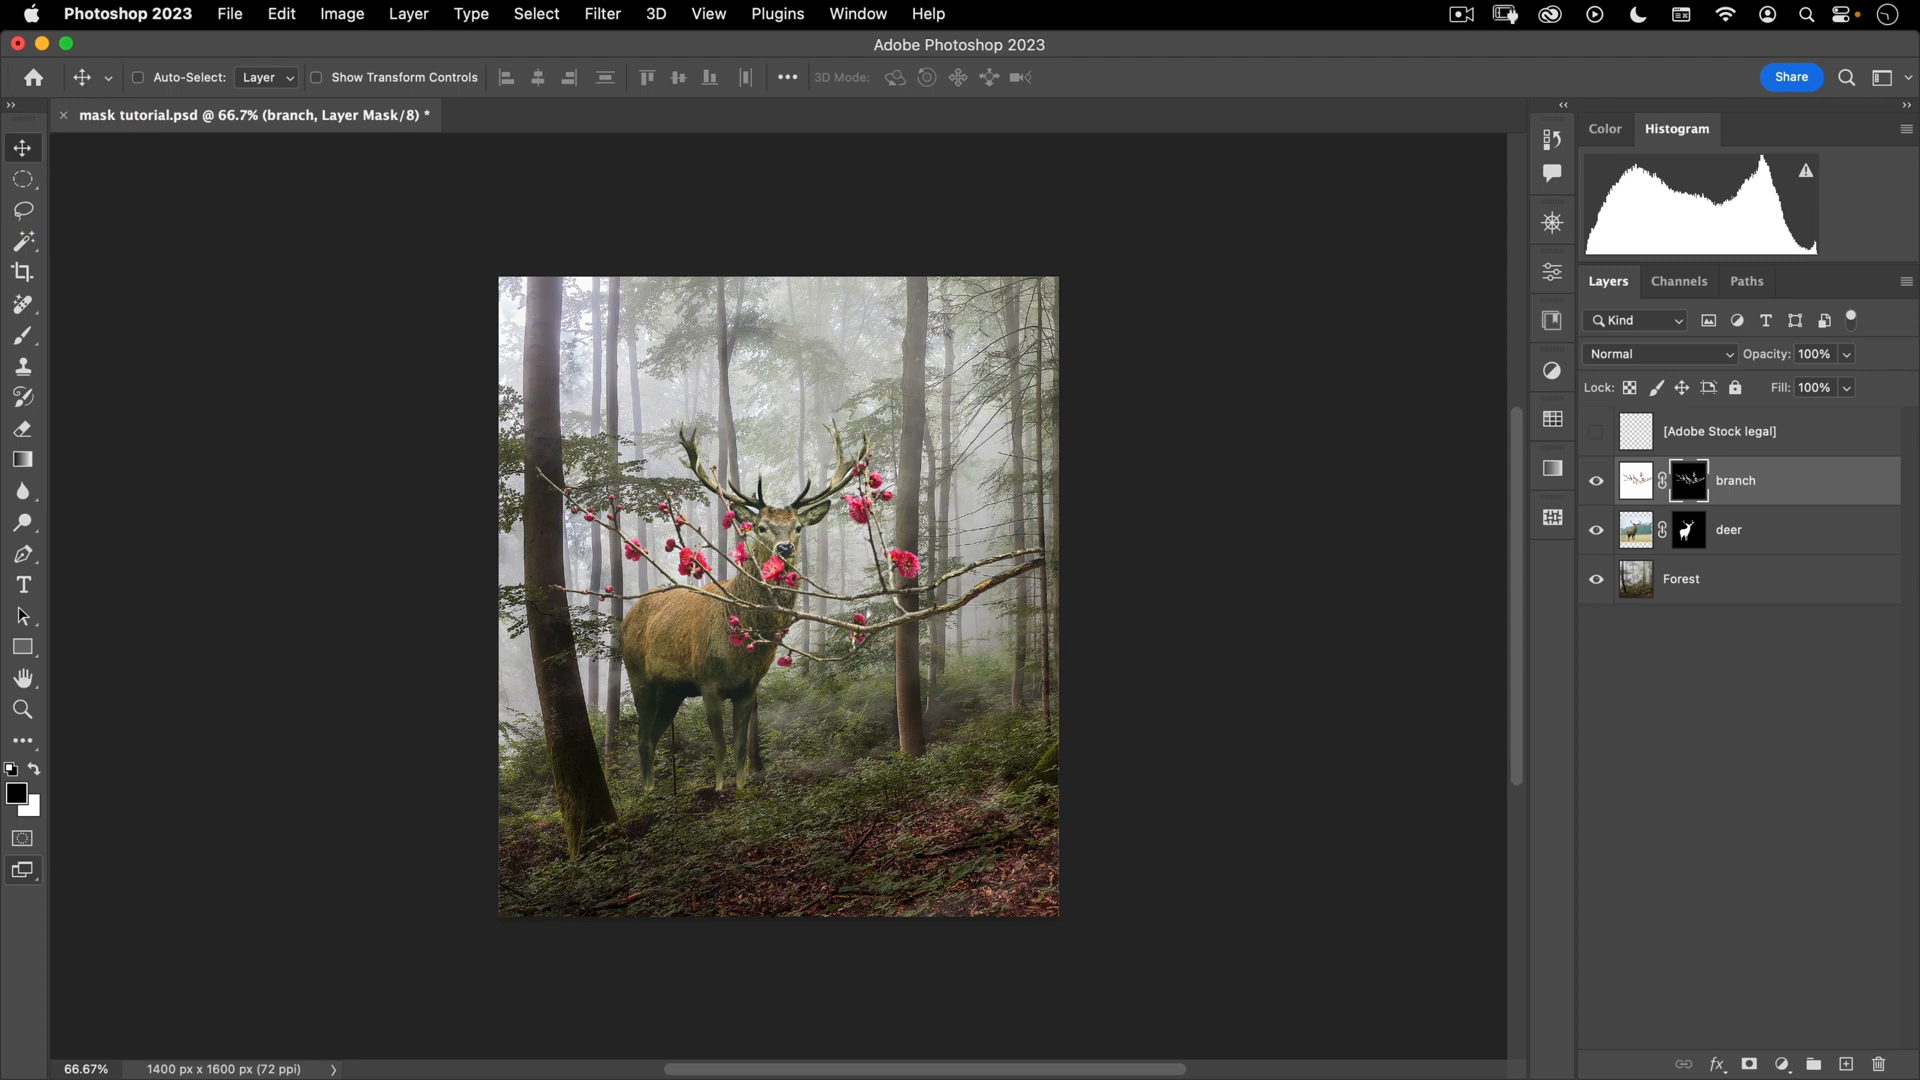 Photoshop 2023 File Edit Image Layer Type Select Filter 3D View Plugins Window Help
Adobe Photoshop 2023
Auto-Select: Layer Show Transform Controls 3D Mode: Share
mask tutorial.psd @ 66.7% (branch, Layer Mask/8) *
Color Histogram
Layers Channels Paths
Kind
Normal Opacity: 100%
Lock: Fill: 100%
[Adobe Stock legal]
branch
deer
Forest
66.67% 1400 px x 1600 px (72 ppi)
fx